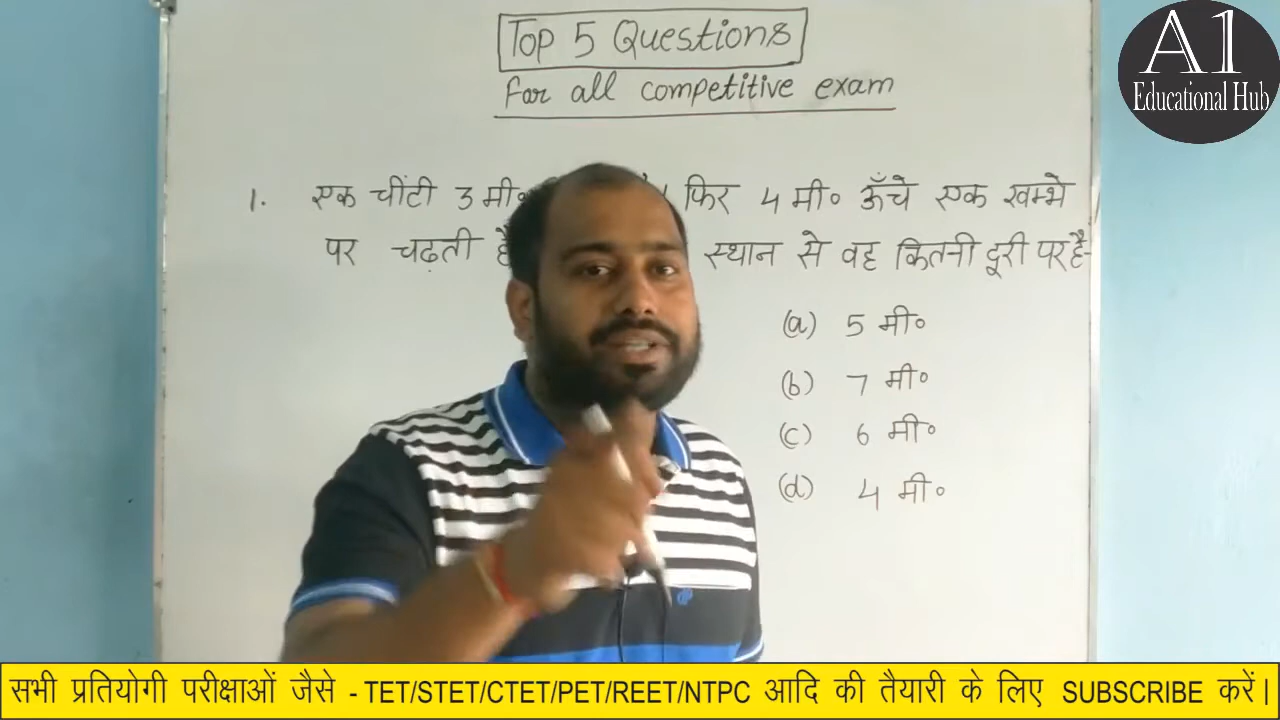 Top 5 Questions
For all competitive exam
A1
Educational Hub
1. एक चींटी 3 मी० फिर 4 मी० ऊँचे एक खम्भे
पर चढ़ती स्थान से वह कितनी दूरी पर है-
(a) 5 मी०
(b) 7 मी०
(c) 6 मी०
(d) 4 मी०
सभी प्रतियोगी परीक्षाओं जैसे - TET/STET/CTET/PET/REET/NTPC आदि की तैयारी के लिए SUBSCRIBE करें |